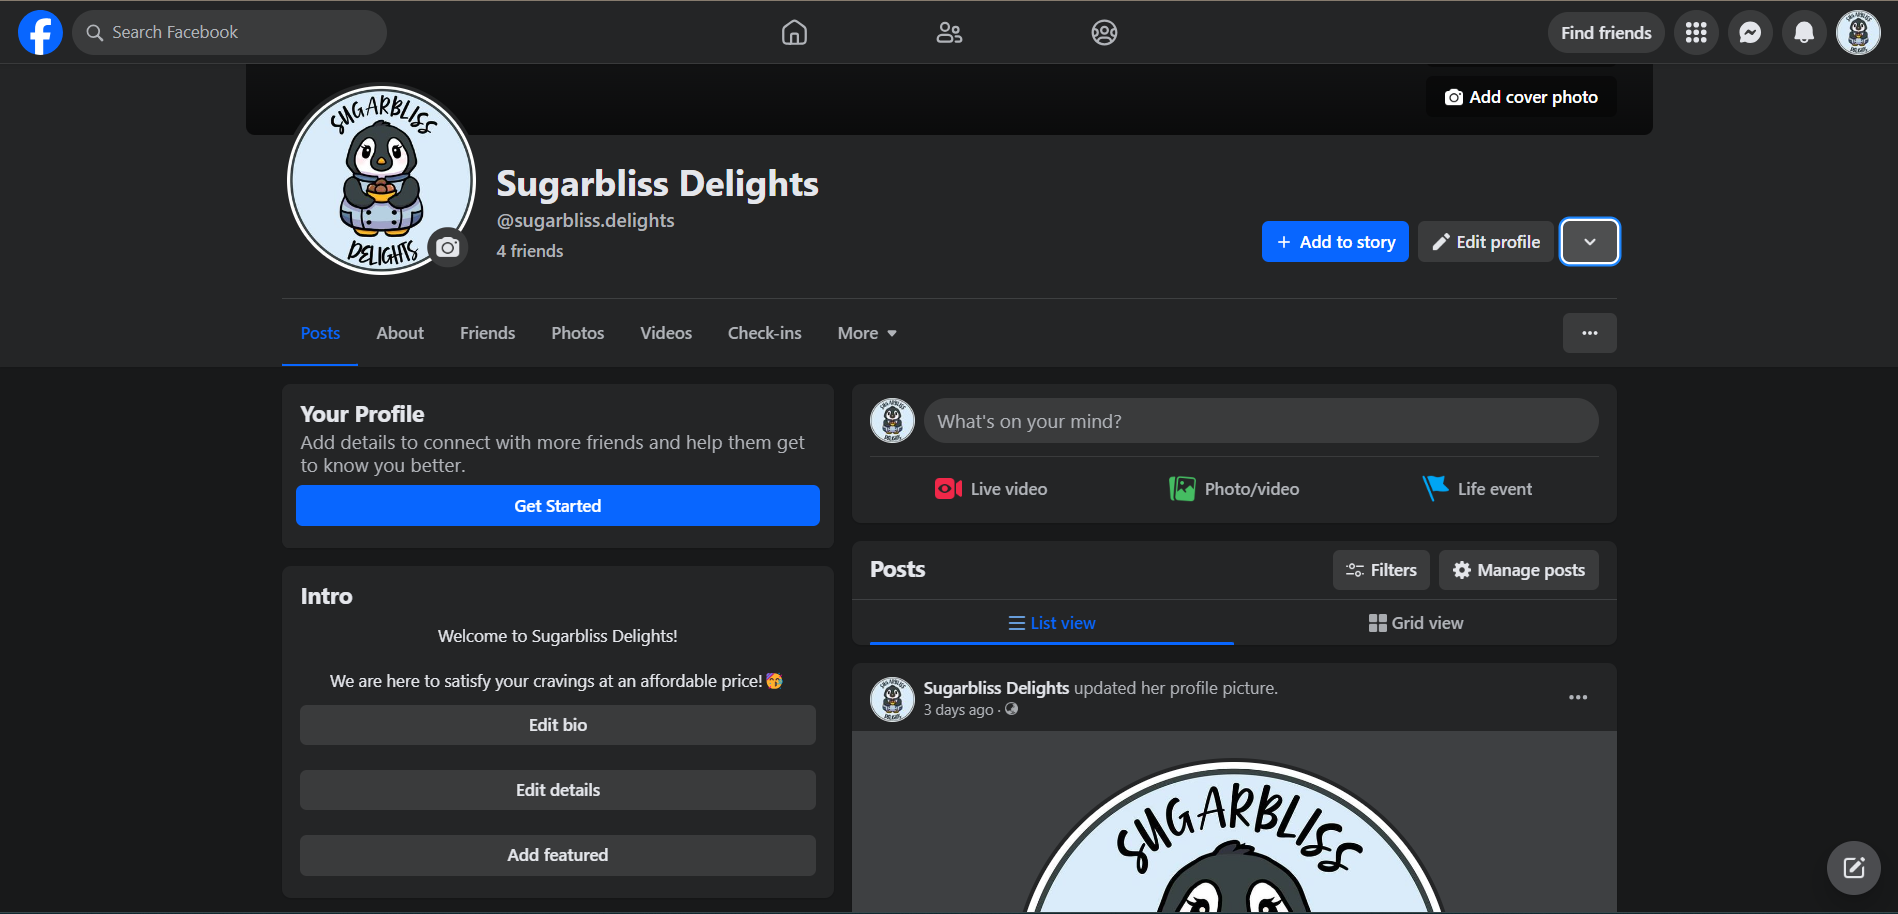 Search Facebook
Find friends
Add cover photo
SUGARBLISS
DELIGHTS
Sugarbliss Delights
@sugarbliss.delights
4 friends
+ Add to story
Edit profile
Posts About Friends Photos Videos Check-ins More
Your Profile
Add details to connect with more friends and help them get
to know you better.
Get Started
Intro
Welcome to Sugarbliss Delights!
We are here to satisfy your cravings at an affordable price!🥳
Edit bio
Edit details
Add featured
What's on your mind?
Live video Photo/video Life event
Posts
Filters
Manage posts
List view
Grid view
Sugarbliss Delights updated her profile picture.
3 days ago ·
SUGARBLISS